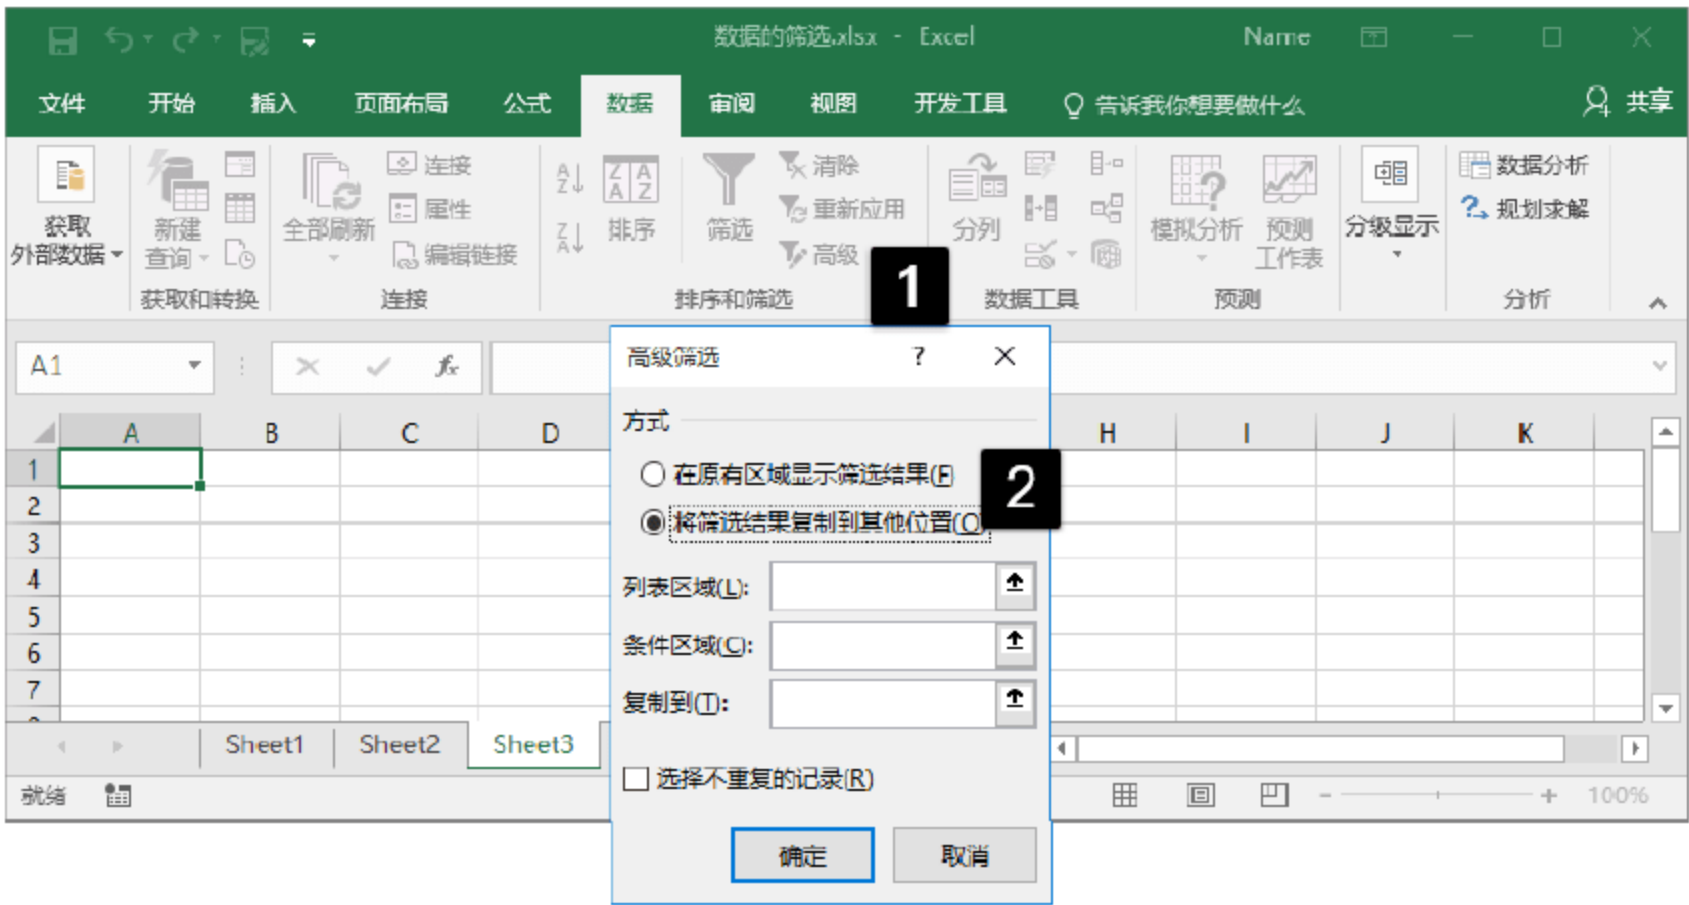 数据的筛选.xlsx - Excel
Name
文件 开始 插入 页面布局 公式 数据 审阅 视图 开发工具 告诉我你想要做什么 共享
获取
外部数据
新建
查询
获取和转换
全部刷新
连接
属性
编辑链接
连接
排序
筛选
清除
重新应用
高级
排序和筛选
分列
数据工具
模拟分析
预测
工作表
预测
分级显示
数据分析
规划求解
分析
1
A1
fx
A B C D H I J K
1
2
3
4
5
6
7
高级筛选 ?
方式
在原有区域显示筛选结果(F)
2
将筛选结果复制到其他位置(O)
列表区域(L):
条件区域(C):
复制到(T):
选择不重复的记录(R)
确定 取消
Sheet1 Sheet2 Sheet3
就绪
100%